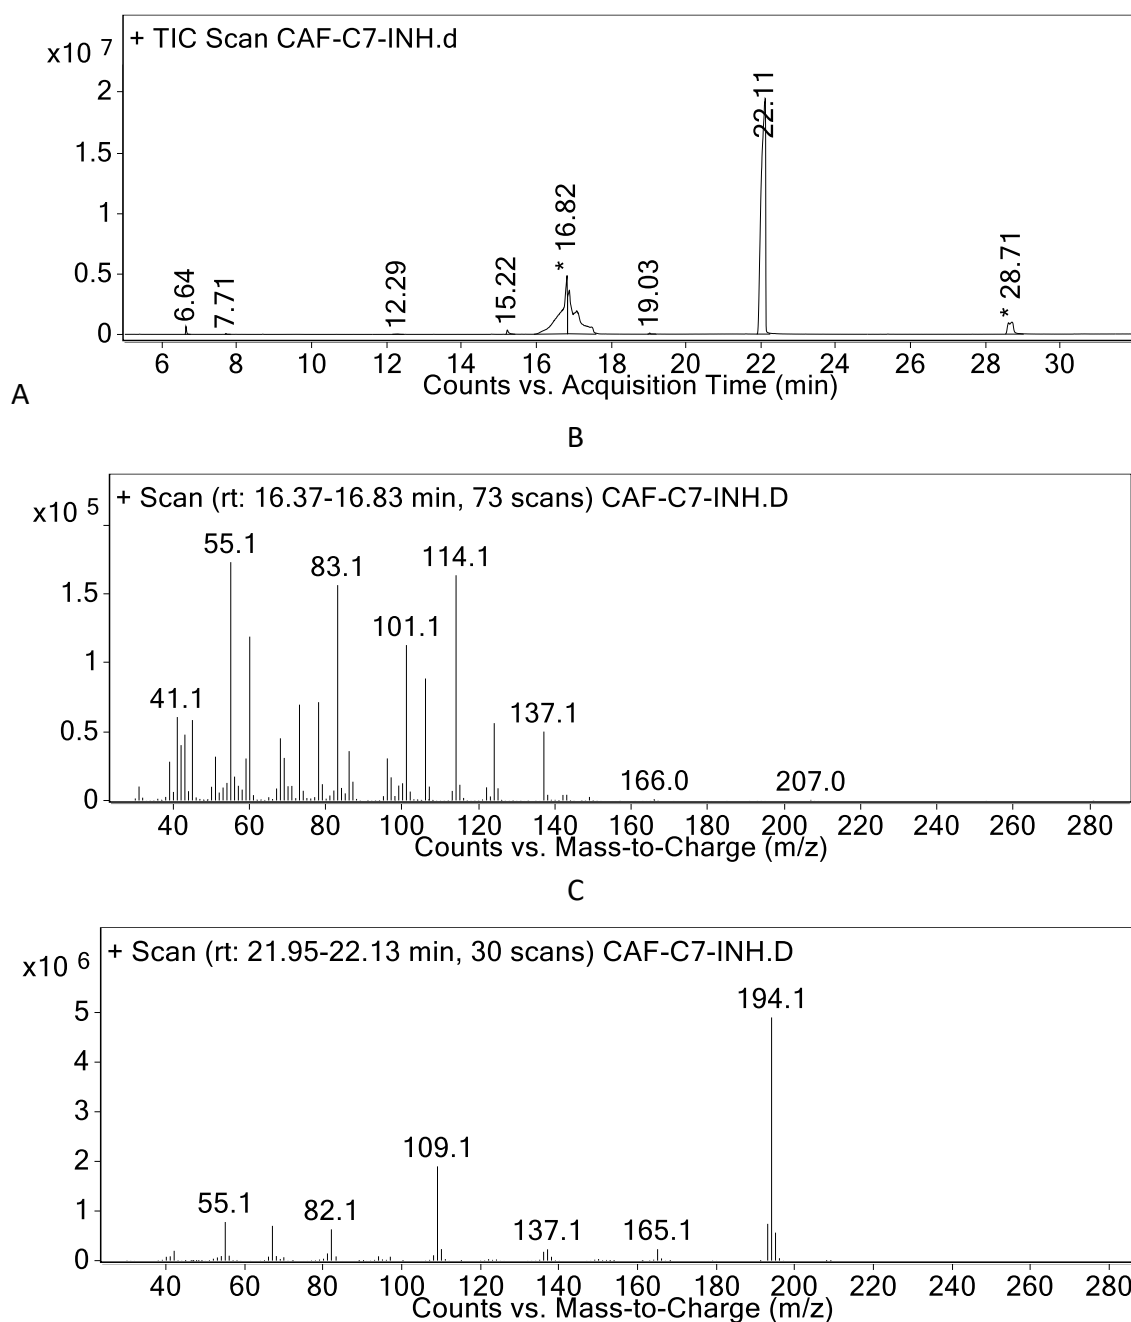 + TIC Scan CAF-C7-INH.d
x10 7
2
1.5
1
0.5
0
6.64
7.71
12.29
15.22
* 16.82
19.03
22.11
* 28.71
6 8 10 12 14 16 18 20 22 24 26 28 30
Counts vs. Acquisition Time (min)
A
B
+ Scan (rt: 16.37-16.83 min, 73 scans) CAF-C7-INH.D
x10 5
1.5
1
0.5
0
41.1
55.1
83.1
101.1
114.1
137.1
166.0
207.0
40 60 80 100 120 140 160 180 200 220 240 260 280
Counts vs. Mass-to-Charge (m/z)
C
+ Scan (rt: 21.95-22.13 min, 30 scans) CAF-C7-INH.D
x10 6
5
4
3
2
1
0
55.1
82.1
109.1
137.1
165.1
194.1
40 60 80 100 120 140 160 180 200 220 240 260 280
Counts vs. Mass-to-Charge (m/z)